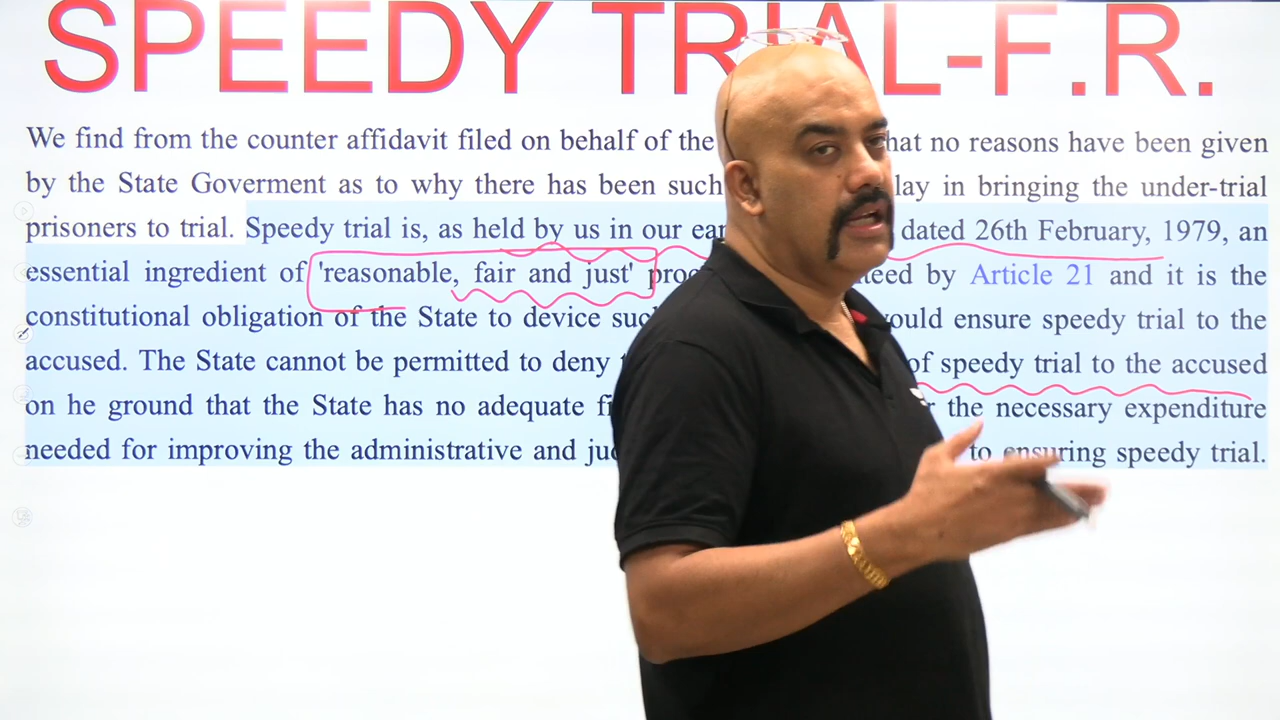 SPEEDY TRIAL-F.R.
We find from the counter affidavit filed on behalf of the hat no reasons have been given
by the State Goverment as to why there has been such lay in bringing the under-trial
prisoners to trial. Speedy trial is, as held by us in our ear dated 26th February, 1979, an
essential ingredient of 'reasonable, fair and just' proc teed by Article 21 and it is the
constitutional obligation of the State to device suc ould ensure speedy trial to the
accused. The State cannot be permitted to deny of speedy trial to the accused
on he ground that the State has no adequate fi the necessary expenditure
needed for improving the administrative and jud to ensuring speedy trial.